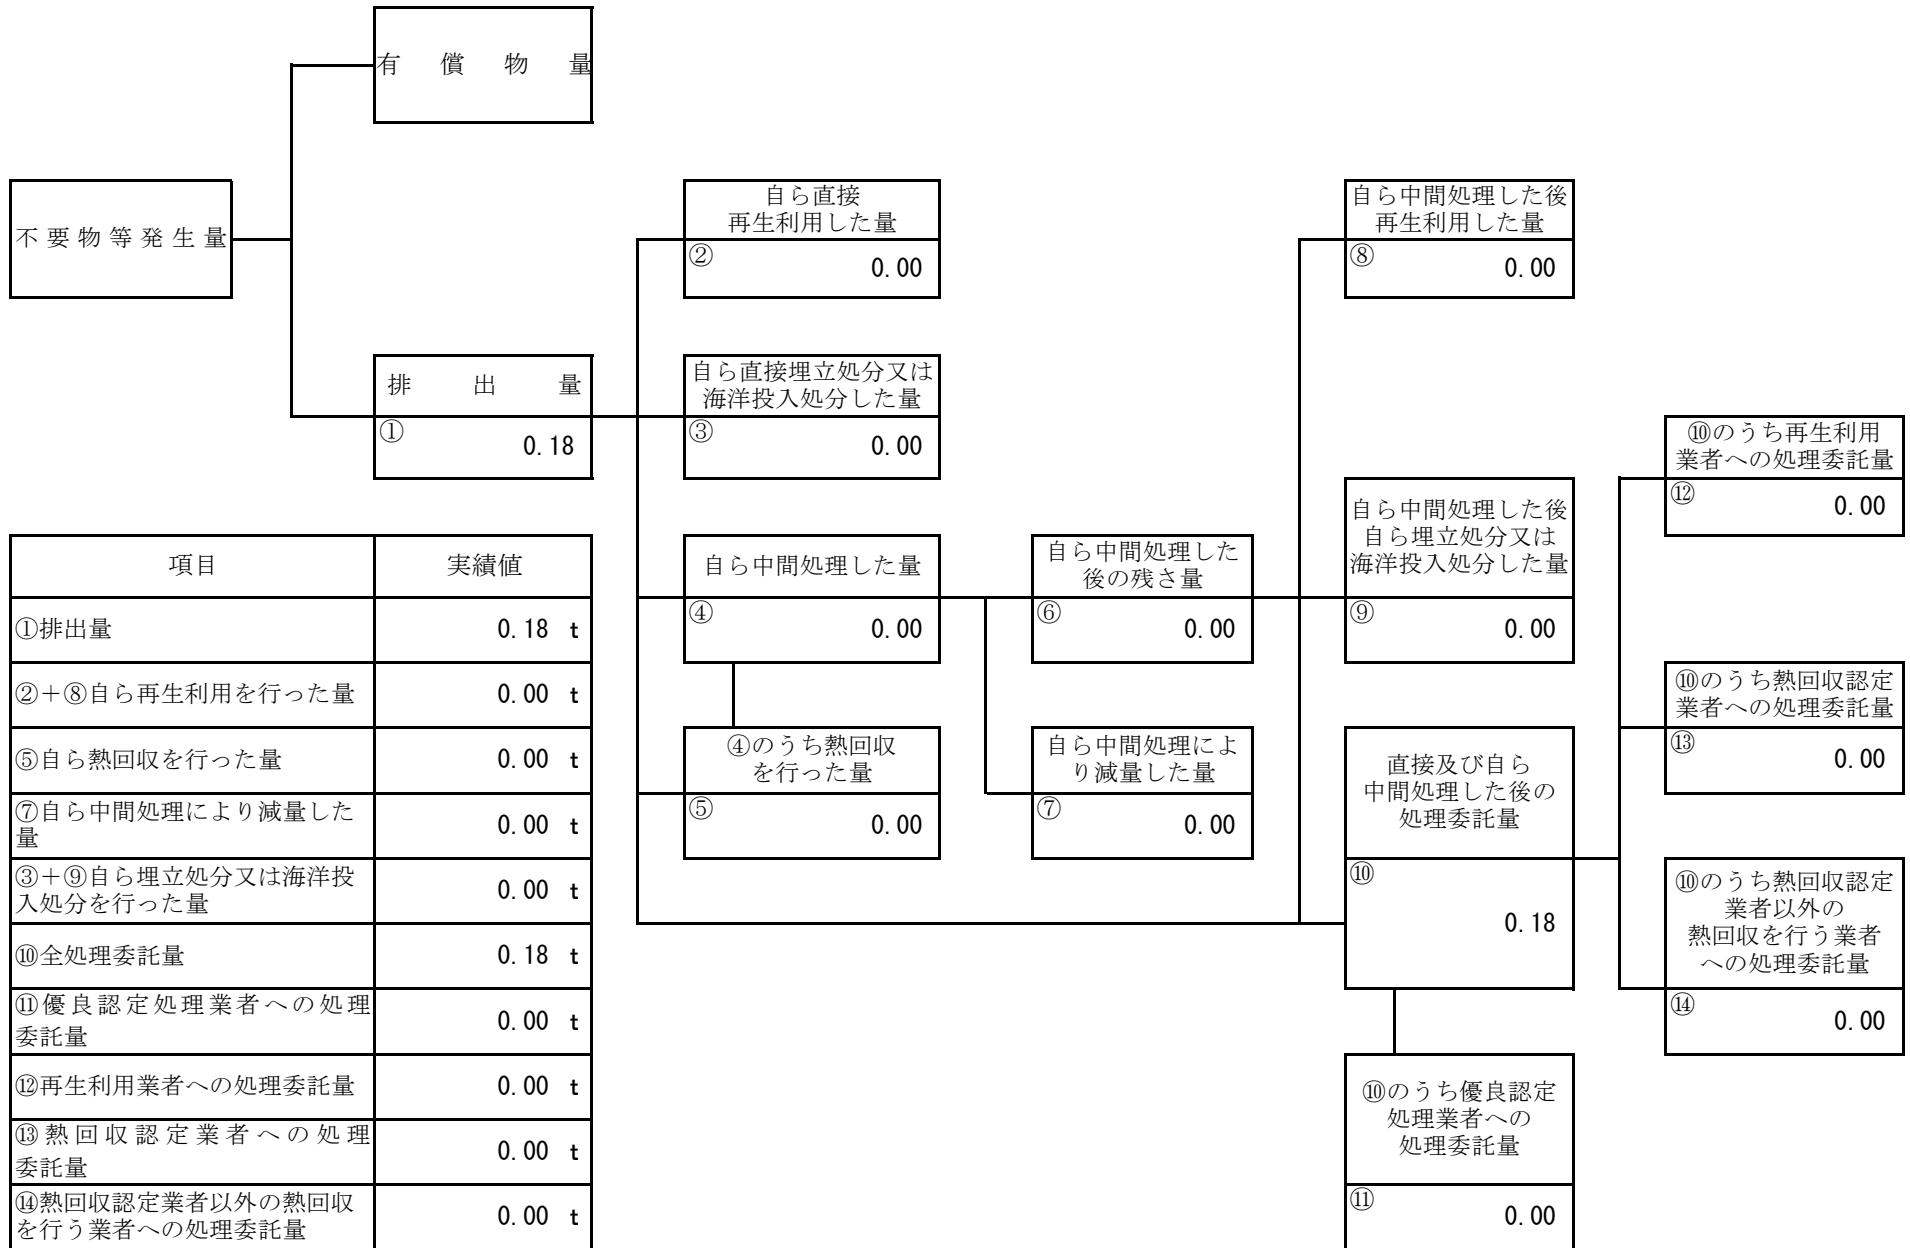 有償物量
不要物等発生量
排出量
①
0.18
自ら直接
再生利用した量
②
0.00
自ら直接埋立処分又は
海洋投入処分した量
③
0.00
自ら中間処理した量
④
0.00
④のうち熱回収
を行った量
⑤
0.00
自ら中間処理した
後の残さ量
⑥
0.00
自ら中間処理によ
り減量した量
⑦
0.00
自ら中間処理した後
再生利用した量
⑧
0.00
自ら中間処理した後
自ら埋立処分又は
海洋投入処分した量
⑨
0.00
直接及び自ら
中間処理した後の
処理委託量
⑩
0.18
⑩のうち優良認定
処理業者への
処理委託量
⑪
0.00
⑩のうち再生利用
業者への処理委託量
⑫
0.00
⑩のうち熱回収認定
業者への処理委託量
⑬
0.00
⑩のうち熱回収認定
業者以外の
熱回収を行う業者
への処理委託量
⑭
0.00
項目 実績値
①排出量 0.18 t
②+⑧自ら再生利用を行った量 0.00 t
⑤自ら熱回収を行った量 0.00 t
⑦自ら中間処理により減量した
量 0.00 t
③+⑨自ら埋立処分又は海洋投
入処分を行った量 0.00 t
⑩全処理委託量 0.18 t
⑪優良認定処理業者への処理
委託量 0.00 t
⑫再生利用業者への処理委託量 0.00 t
⑬熱回収認定業者への処理
委託量 0.00 t
⑭熱回収認定業者以外の熱回収
を行う業者への処理委託量 0.00 t